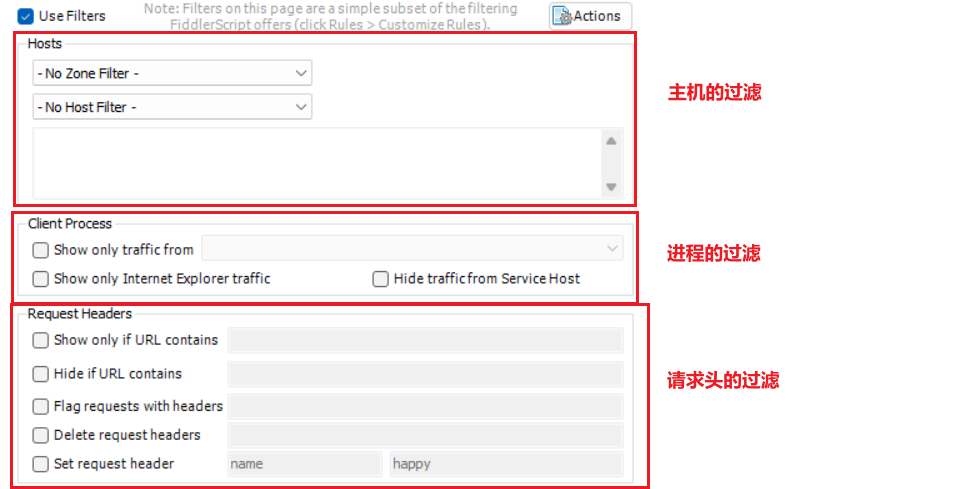 Use Filters
Note: Filters on this page are a simple subset of the filtering
FiddlerScript offers (click Rules > Customize Rules).
Actions
Hosts
- No Zone Filter -
- No Host Filter -
主机的过滤
Client Process
Show only traffic from
Show only Internet Explorer traffic
Hide traffic from Service Host
进程的过滤
Request Headers
Show only if URL contains
Hide if URL contains
Flag requests with headers
Delete request headers
Set request header
name
happy
请求头的过滤